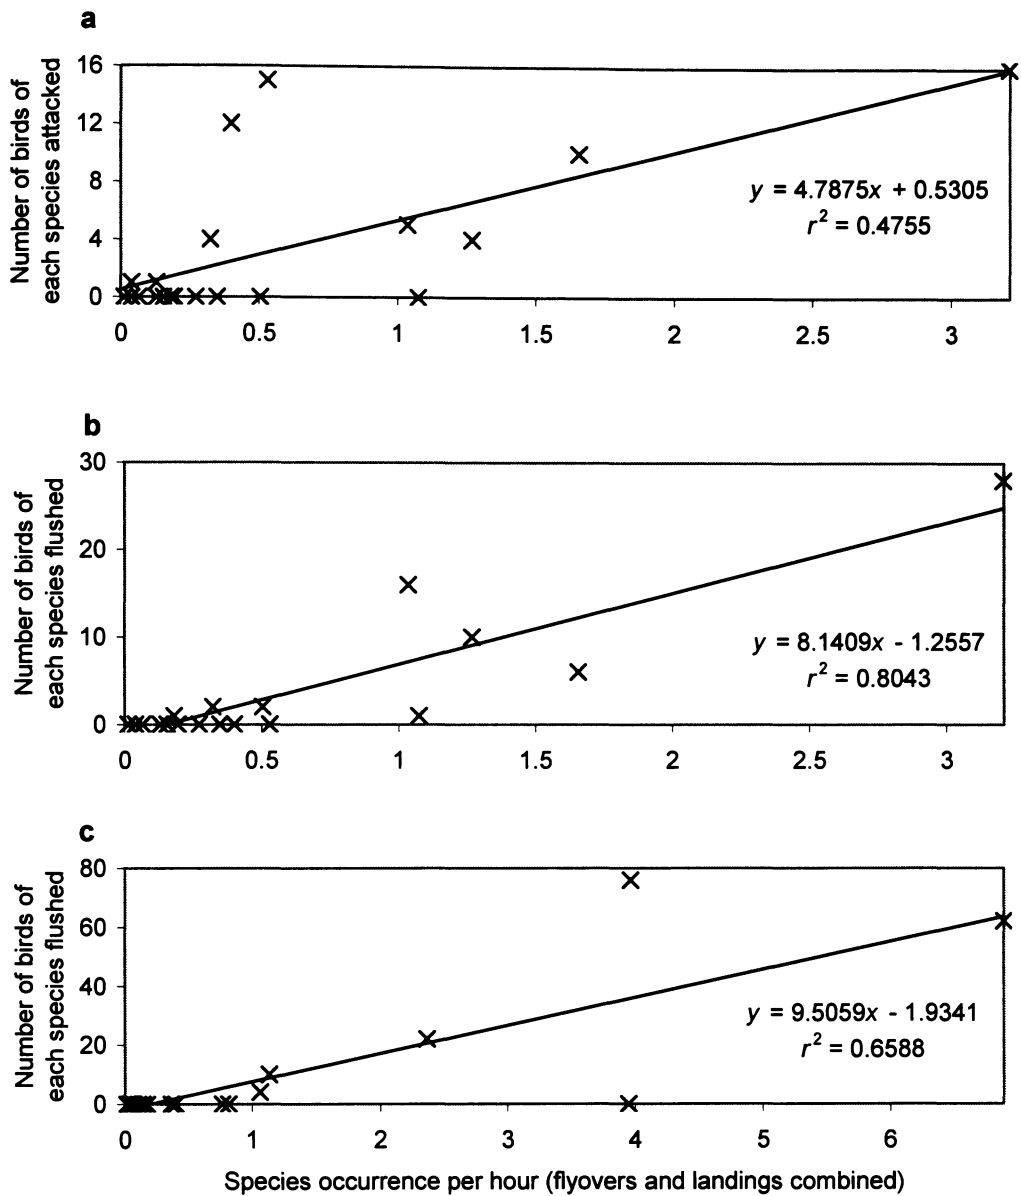 a
Number of birds of
each species attacked
16
12
8
4
0
y = 4.7875x + 0.5305
r² = 0.4755
0 0.5 1 1.5 2 2.5 3
b
Number of birds of
each species flushed
30
20
10
0
y = 8.1409x - 1.2557
r² = 0.8043
0 0.5 1 1.5 2 2.5 3
c
Number of birds of
each species flushed
80
60
40
20
0
y = 9.5059x - 1.9341
r² = 0.6588
0 1 2 3 4 5 6
Species occurrence per hour (flyovers and landings combined)